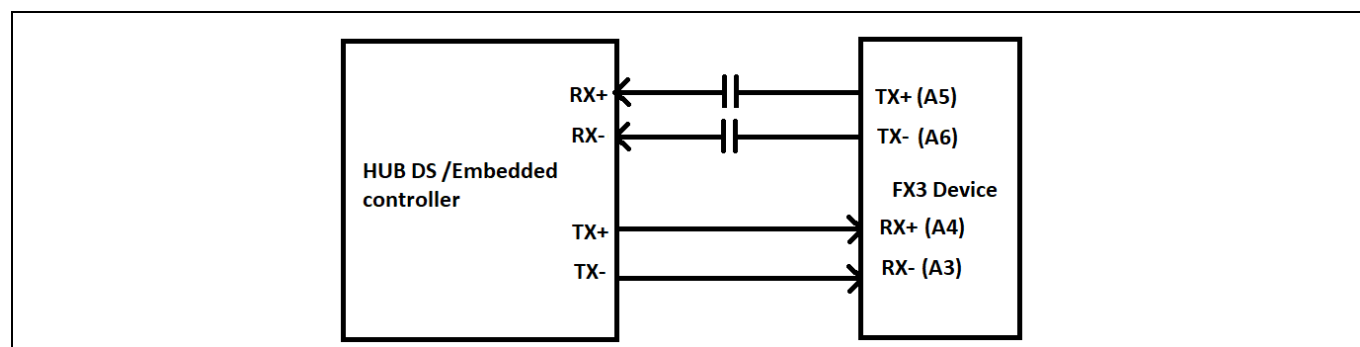 RX+
RX-
HUB DS /Embedded
controller
TX+
TX-
TX+ (A5)
TX- (A6)
FX3 Device
RX+ (A4)
RX- (A3)